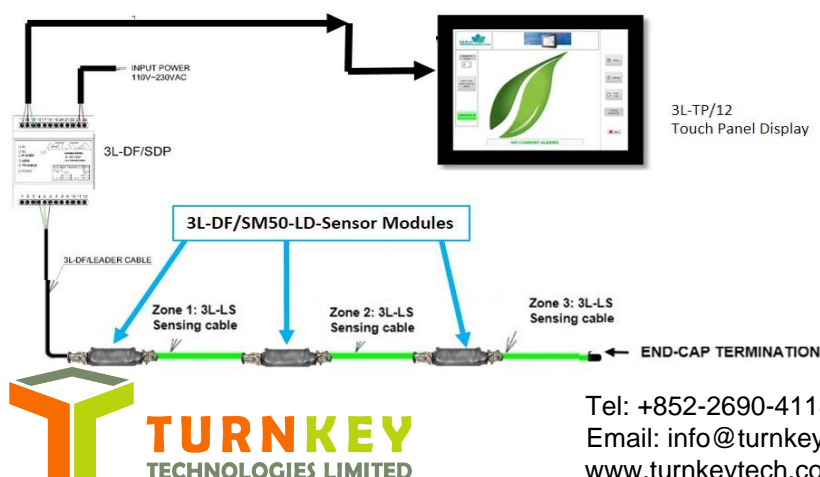 INPUT POWER
110V~230VAC
3L-TP/12
Touch Panel Display
NO CURRENT ALARMS
3L-DF/SDP
3L-DF/SM50-LD-Sensor Modules
3L-DF/LEADER CABLE
Zone 1: 3L-LS
Sensing cable
Zone 2: 3L-LS
Sensing cable
Zone 3: 3L-LS
Sensing cable
END-CAP TERMINATION
TURNKEY
TECHNOLOGIES LIMITED
Tel: +852-2690-411
Email: info@turnkey
www.turnkeytech.co